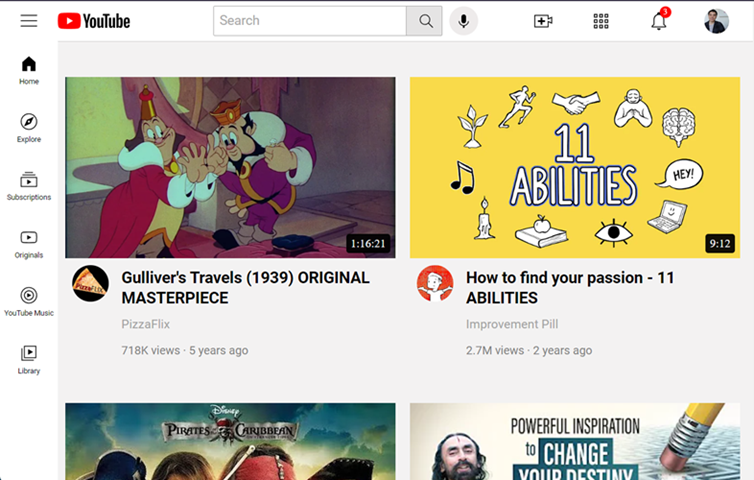 YouTube
Search
3
Home
Explore
Subscriptions
Originals
YouTube Music
Library
1:16:21
Gulliver's Travels (1939) ORIGINAL
MASTERPIECE
PizzaFlix
718K views · 5 years ago
11
ABILITIES
HEY!
9:12
How to find your passion - 11
ABILITIES
Improvement Pill
2.7M views · 2 years ago
Disney
PIRATES of the CARIBBEAN
POWERFUL INSPIRATION
to CHANGE
YOUR DESTINY